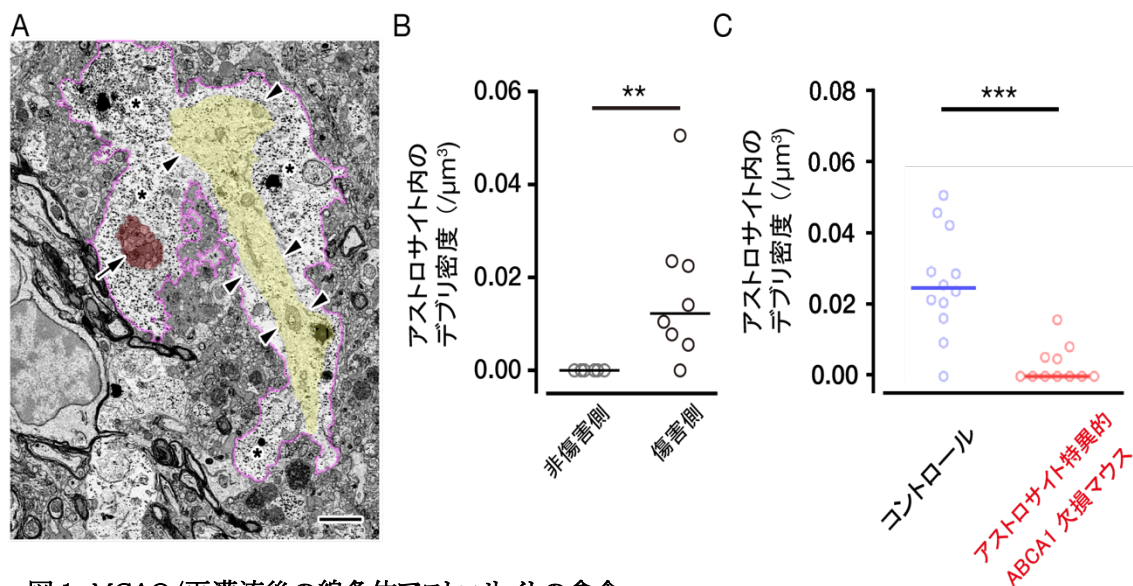 A
B
C
アストロサイト内の
デブリ密度（/μm³）
0.06
0.04
0.02
0.00
**
非傷害側
傷害側
アストロサイト内の
デブリ密度（/μm³）
0.08
0.06
0.04
0.02
0.00
***
コントロール
アストロサイト特異的
ABCA1 欠損マウス
*
*
*
*